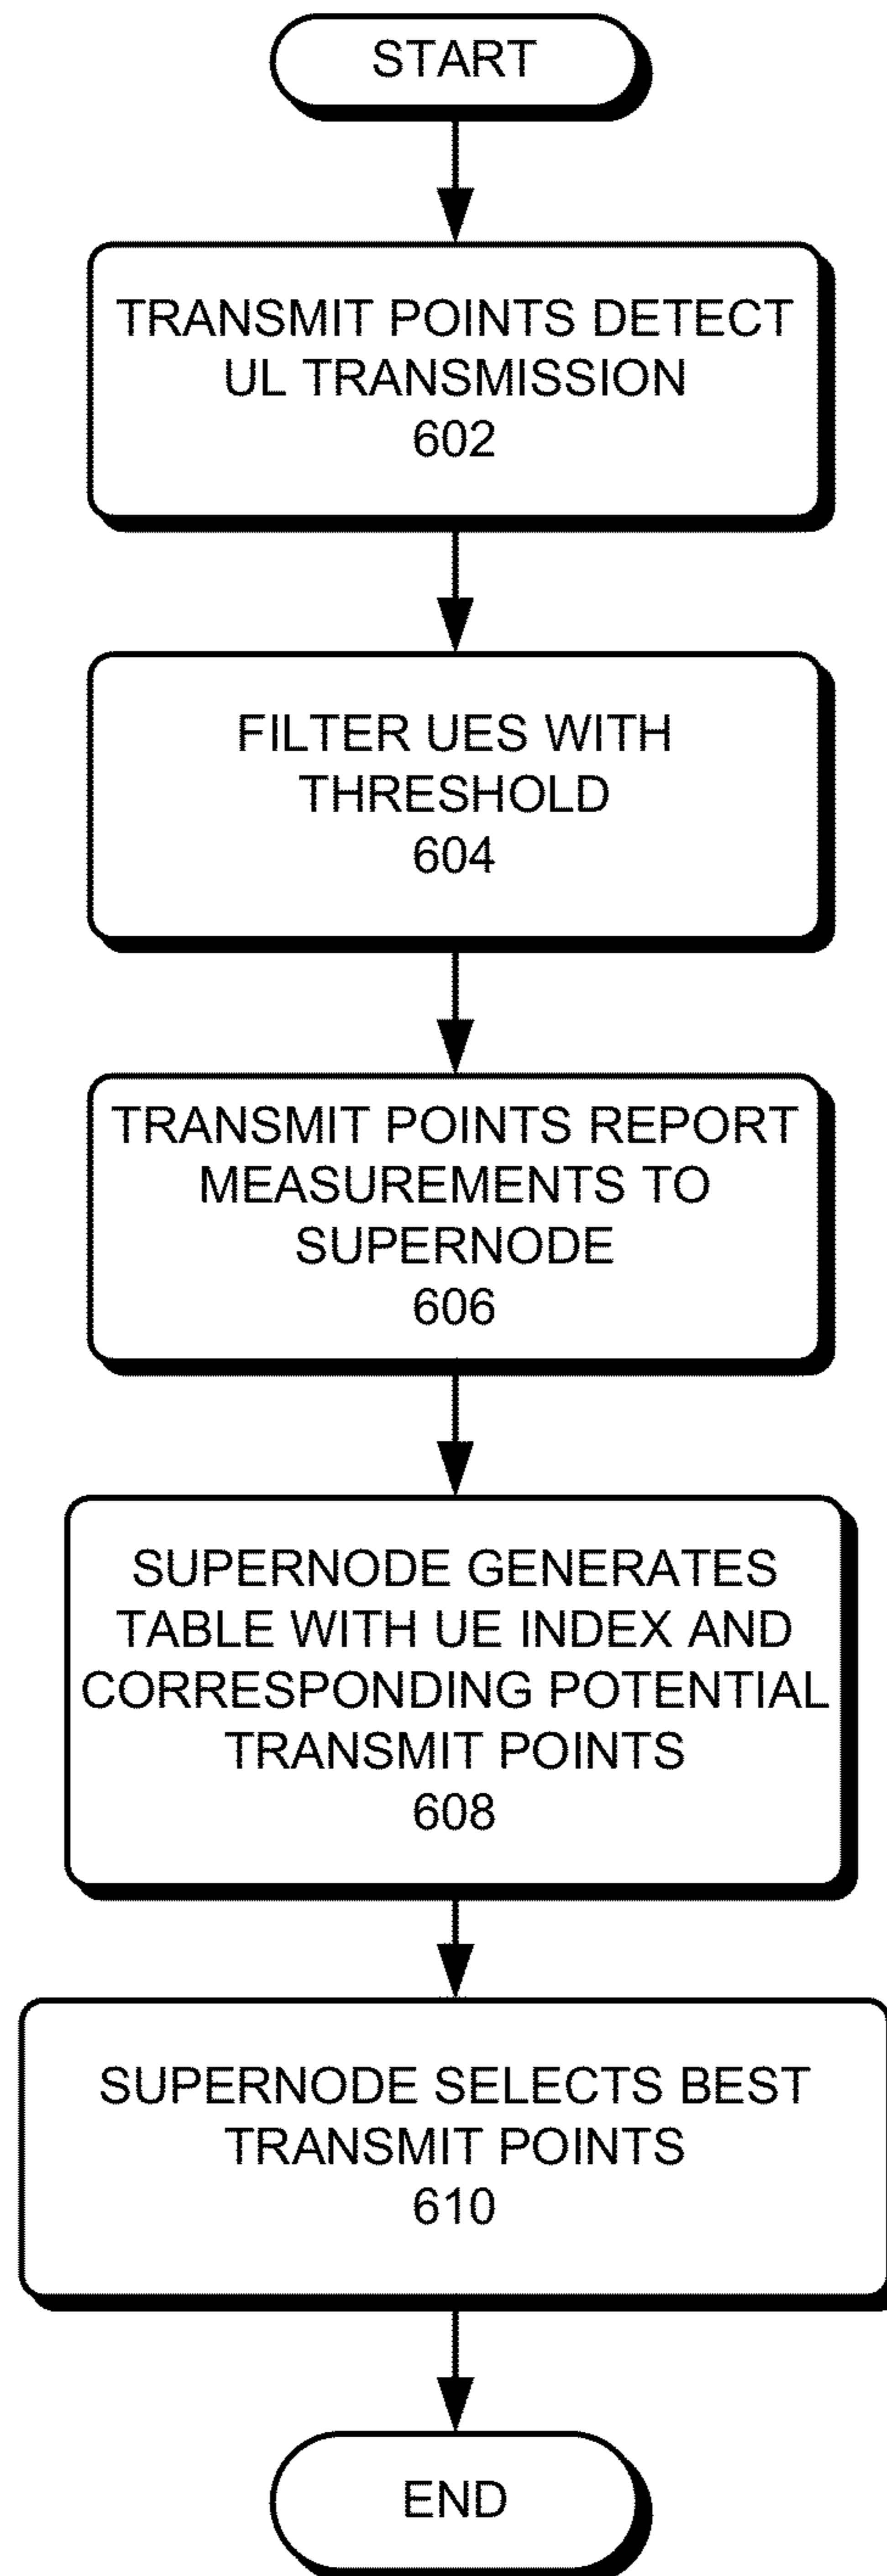 START
TRANSMIT POINTS DETECT
UL TRANSMISSION
602
FILTER UES WITH
THRESHOLD
604
TRANSMIT POINTS REPORT
MEASUREMENTS TO
SUPERNODE
606
SUPERNODE GENERATES
TABLE WITH UE INDEX AND
CORRESPONDING POTENTIAL
TRANSMIT POINTS
608
SUPERNODE SELECTS BEST
TRANSMIT POINTS
610
END